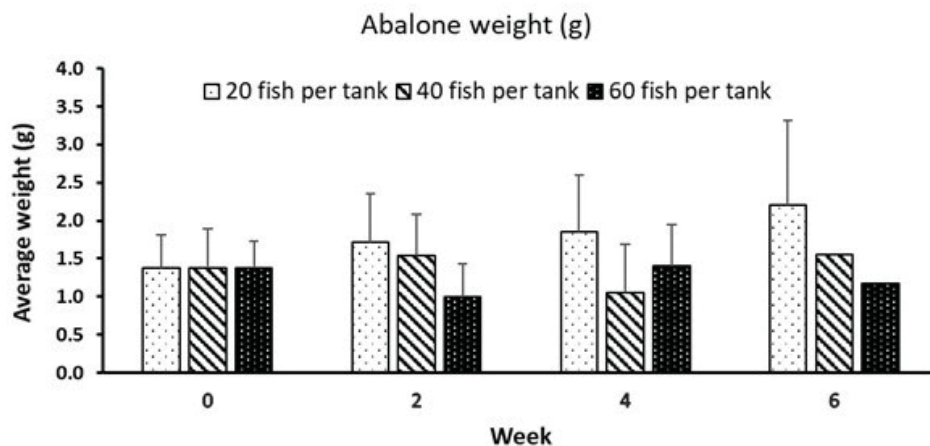 Abalone weight (g)
20 fish per tank 40 fish per tank 60 fish per tank
Average weight (g)
4.0
3.5
3.0
2.5
2.0
1.5
1.0
0.5
0.0
0 2 4 6
Week